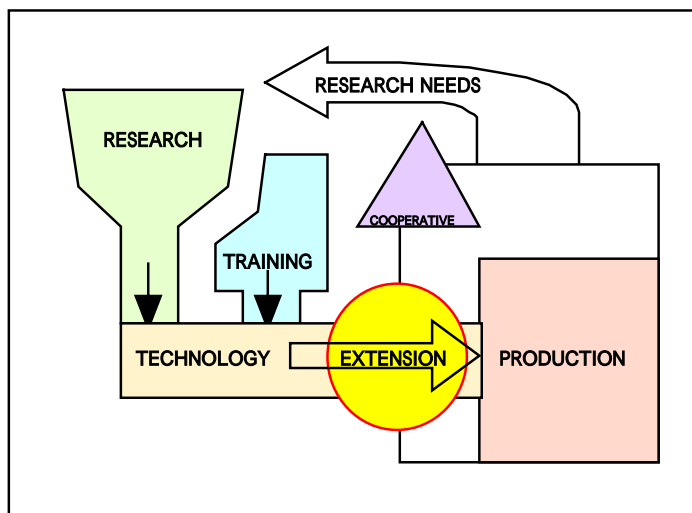 RESEARCH NEEDS
RESEARCH
COOPERATIVE
TRAINING
TECHNOLOGY
EXTENSION
PRODUCTION